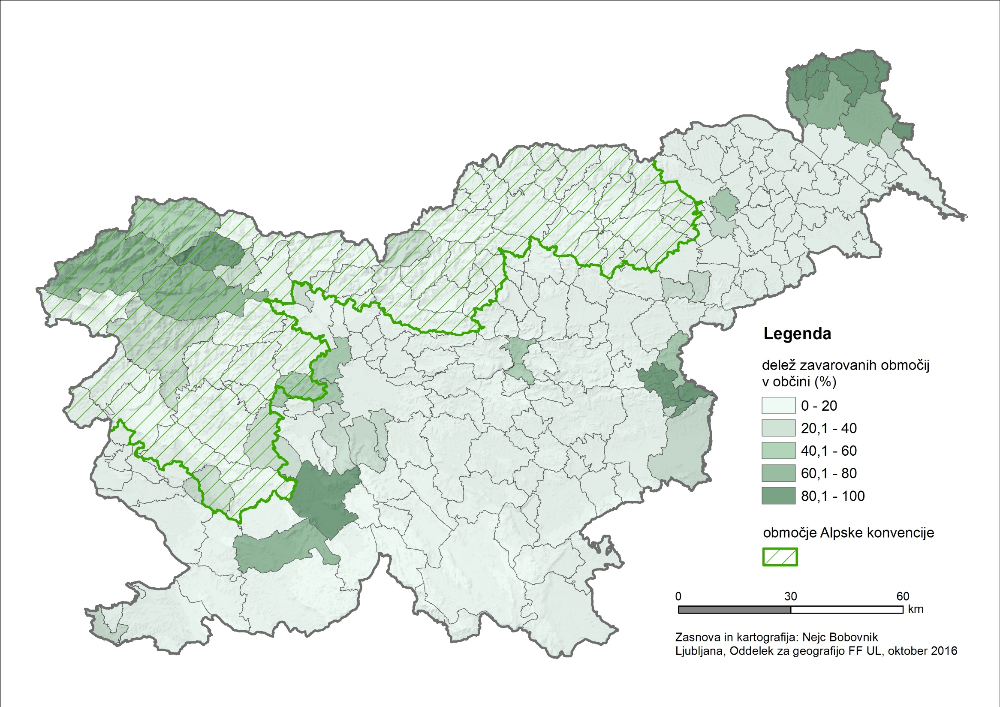 Legenda
delež zavarovanih območij
v občini (%)
0 - 20
20,1 - 40
40,1 - 60
60,1 - 80
80,1 - 100
območje Alpske konvencije
0 30 60
km
Zasnova in kartografija: Nejc Bobovnik
Ljubljana, Oddelek za geografijo FF UL, oktober 2016